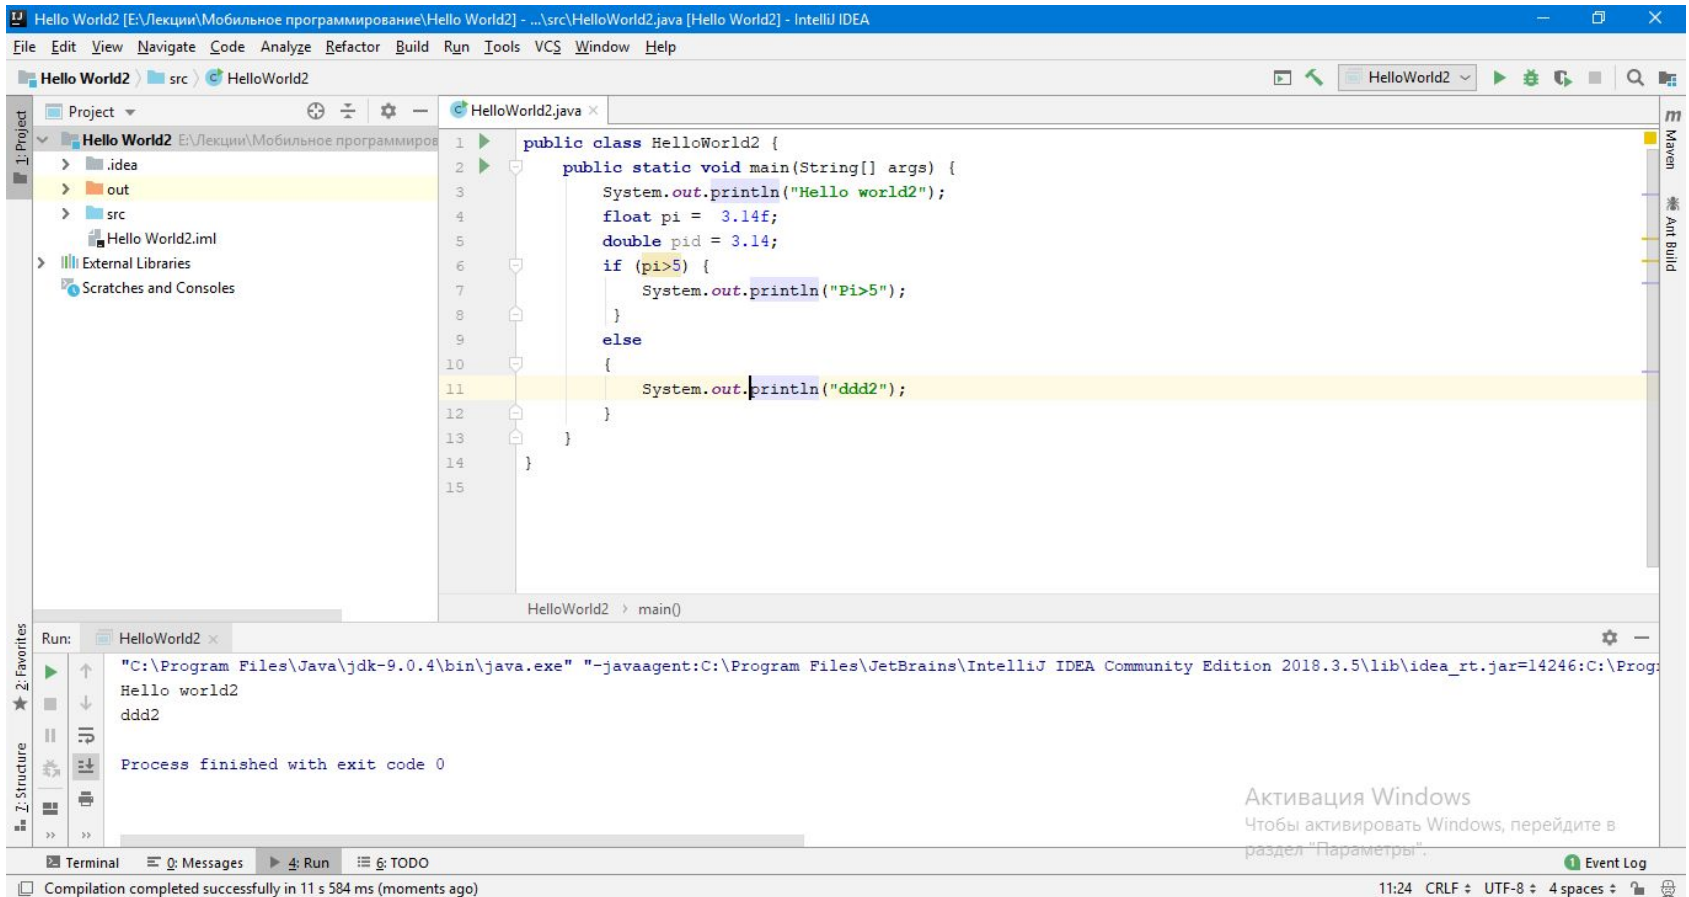 Hello World2 [E:\Лекции\Мобильное программирование\Hello World2] - ...\src\HelloWorld2.java [Hello World2] - IntelliJ IDEA
File Edit View Navigate Code Analyze Refactor Build Run Tools VCS Window Help
Hello World2 src HelloWorld2
HelloWorld2
Project
HelloWorld2.java
1: Project
Hello World2 E:\Лекции\Мобильное программиров
.idea
out
src
Hello World2.iml
External Libraries
Scratches and Consoles
1 public class HelloWorld2 {
2 public static void main(String[] args) {
3 System.out.println("Hello world2");
4 float pi =  3.14f;
5 double pid = 3.14;
6 if (pi>5) {
7 System.out.println("Pi>5");
8 }
9 else
10 {
11 System.out.println("ddd2");
12 }
13 }
14 }
15
HelloWorld2 > main()
m Maven
Ant Build
2: Favorites
7: Structure
Run: HelloWorld2
"C:\Program Files\Java\jdk-9.0.4\bin\java.exe" "-javaagent:C:\Program Files\JetBrains\IntelliJ IDEA Community Edition 2018.3.5\lib\idea_rt.jar=14246:C:\Prog
Hello world2
ddd2
Process finished with exit code 0
Активация Windows
Чтобы активировать Windows, перейдите в
раздел "Параметры".
Terminal 0: Messages 4: Run 6: TODO
1 Event Log
Compilation completed successfully in 11 s 584 ms (moments ago)
11:24 CRLF UTF-8 4 spaces